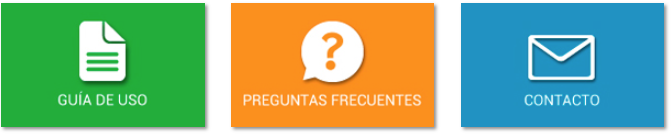 GUÍA DE USO
PREGUNTAS FRECUENTES
CONTACTO